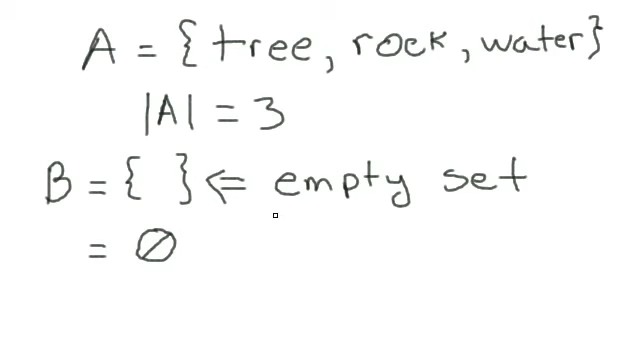 A = { tree, rock, water}
|A| = 3
B = { } ⇐ empty set
= ∅